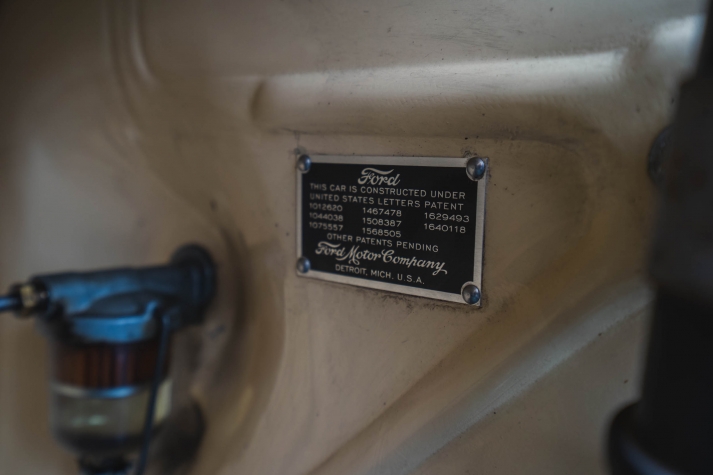 Ford
THIS CAR IS CONSTRUCTED UNDER
UNITED STATES LETTERS PATENT
1012620 1467478 1629493
1044038 1508387 1640118
1075557 1568505
OTHER PATENTS PENDING
Ford Motor Company
DETROIT, MICH. U.S.A.